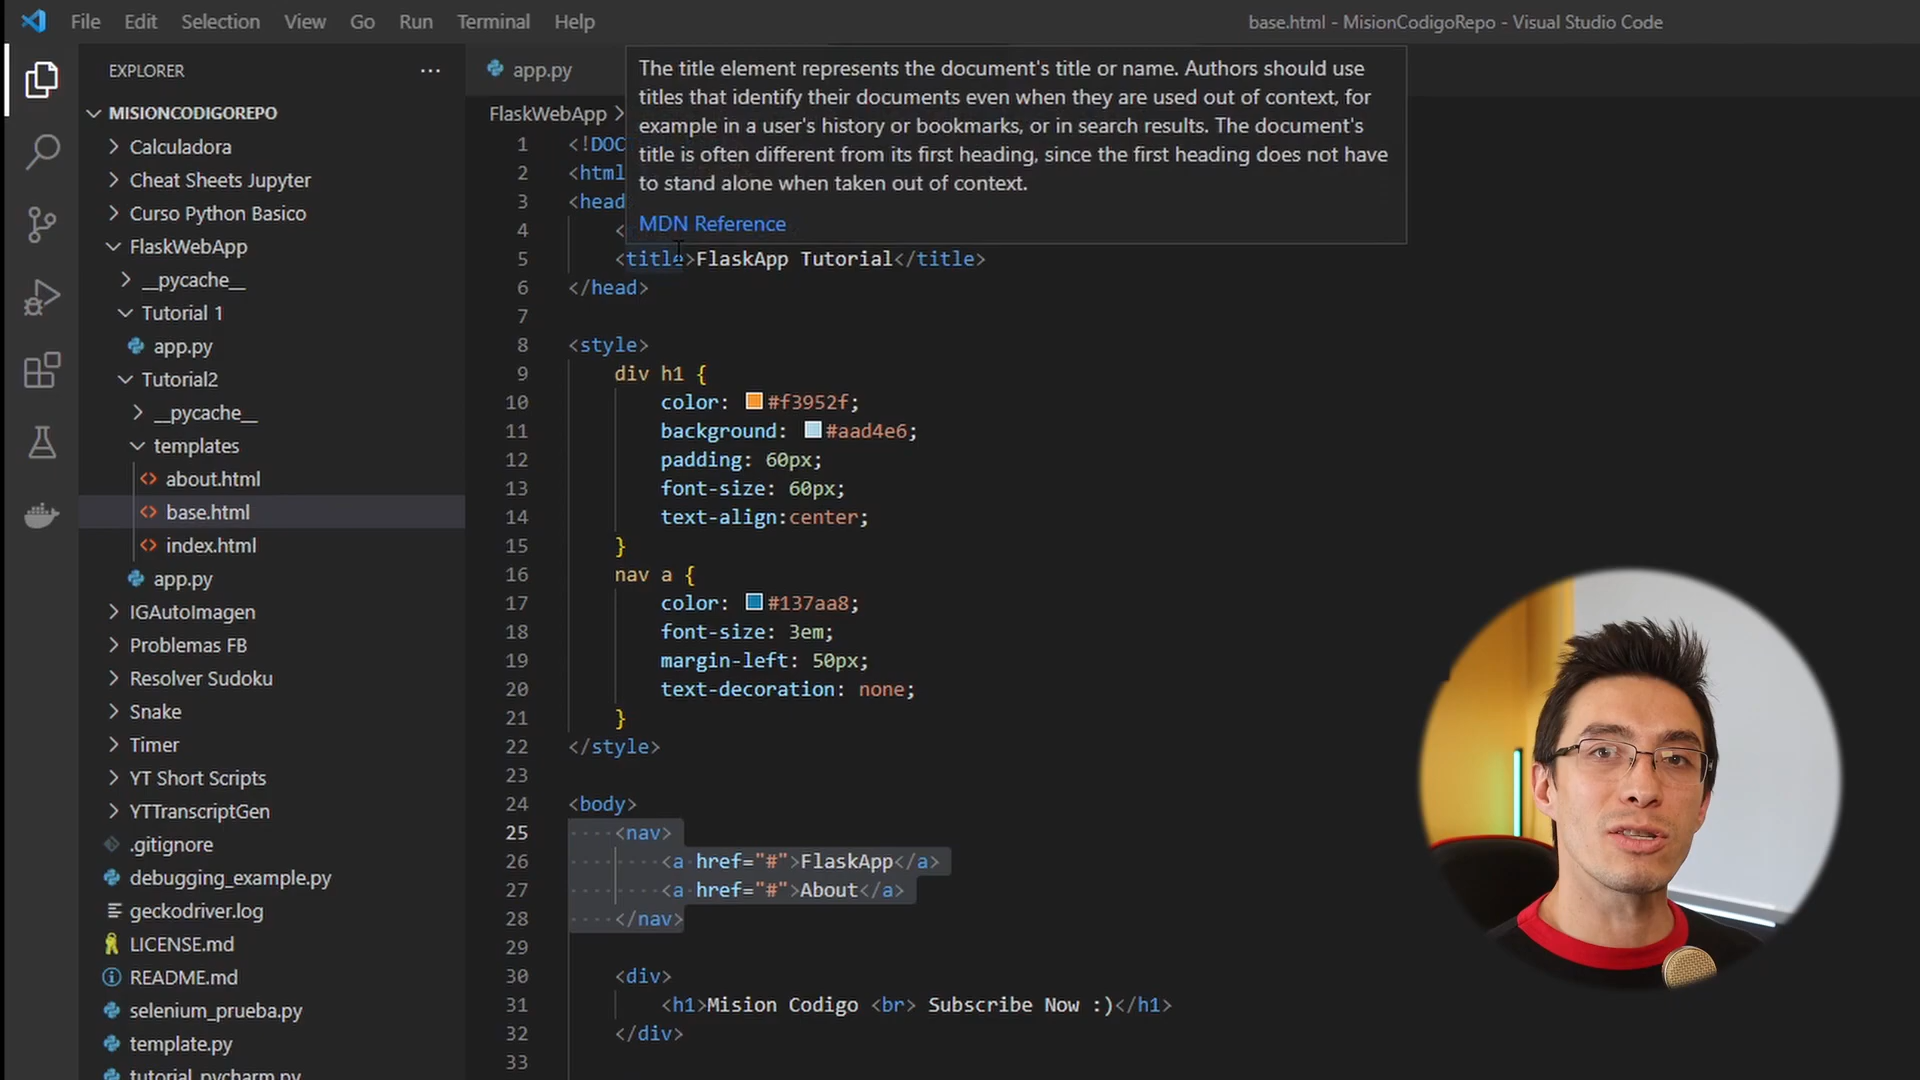 File Edit Selection View Go Run Terminal Help
base.html - MisionCodigoRepo - Visual Studio Code
EXPLORER
MISIONCODIGOREPO
Calculadora
Cheat Sheets Jupyter
Curso Python Basico
FlaskWebApp
__pycache__
Tutorial 1
app.py
Tutorial2
__pycache__
templates
about.html
base.html
index.html
app.py
IGAutoImagen
Problemas FB
Resolver Sudoku
Snake
Timer
YT Short Scripts
YTTranscriptGen
.gitignore
debugging_example.py
geckodriver.log
LICENSE.md
README.md
selenium_prueba.py
template.py
tutorial_pycharm.py
app.py
FlaskWebApp >
The title element represents the document's title or name. Authors should use
titles that identify their documents even when they are used out of context, for
example in a user's history or bookmarks, or in search results. The document's
title is often different from its first heading, since the first heading does not have
to stand alone when taken out of context.
MDN Reference
1 <!DOC
2 <html
3 <head
4 <
5 <title>FlaskApp Tutorial</title>
6 </head>
7
8 <style>
9 div h1 {
10 color: #f3952f;
11 background: #aad4e6;
12 padding: 60px;
13 font-size: 60px;
14 text-align:center;
15 }
16 nav a {
17 color: #137aa8;
18 font-size: 3em;
19 margin-left: 50px;
20 text-decoration: none;
21 }
22 </style>
23
24 <body>
25 <nav>
26 <a href="#">FlaskApp</a>
27 <a href="#">About</a>
28 </nav>
29
30 <div>
31 <h1>Mision Codigo <br> Subscribe Now :)</h1>
32 </div>
33